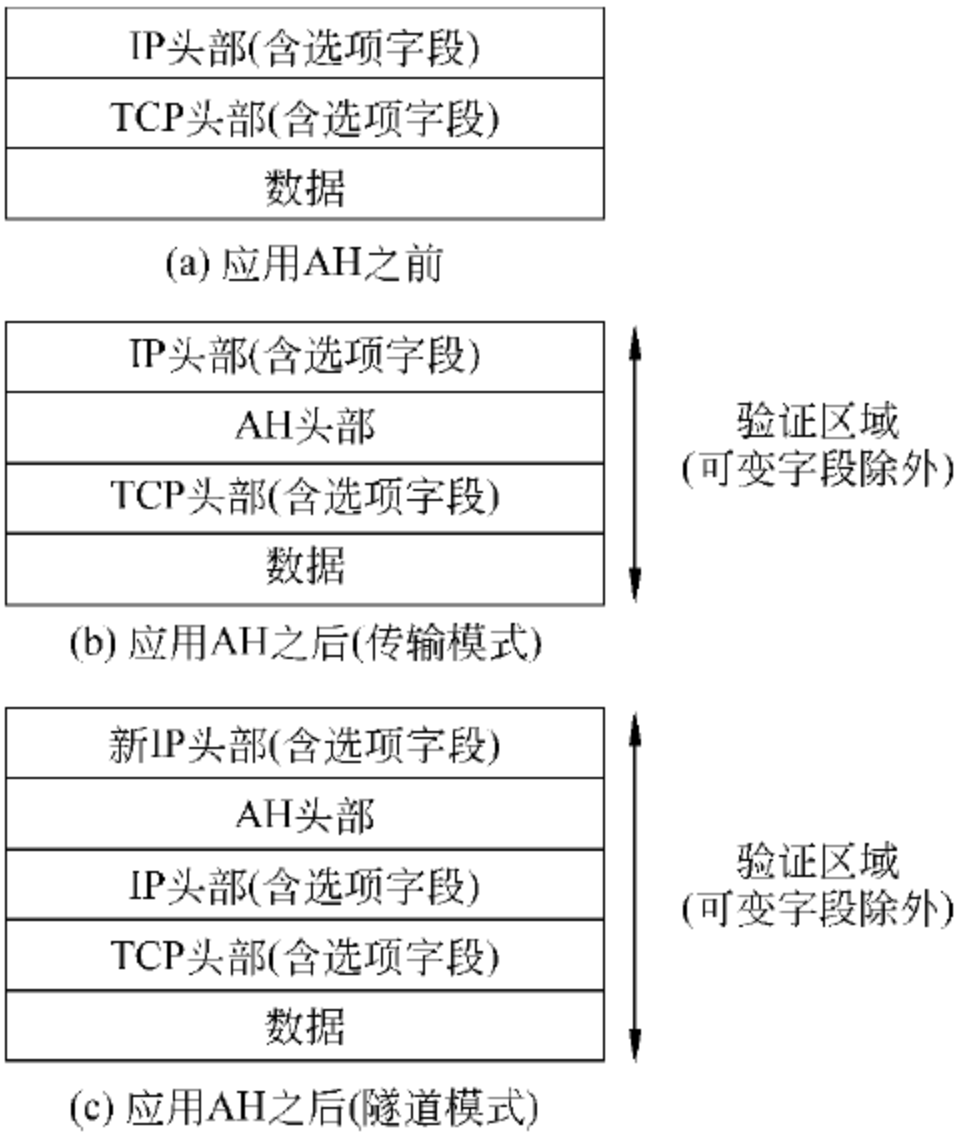 IP头部(含选项字段)
TCP头部(含选项字段)
数据
(a) 应用AH之前
IP头部(含选项字段)
AH头部
TCP头部(含选项字段)
数据
验证区域
(可变字段除外)
(b) 应用AH之后(传输模式)
新IP头部(含选项字段)
AH头部
IP头部(含选项字段)
TCP头部(含选项字段)
数据
验证区域
(可变字段除外)
(c) 应用AH之后(隧道模式)